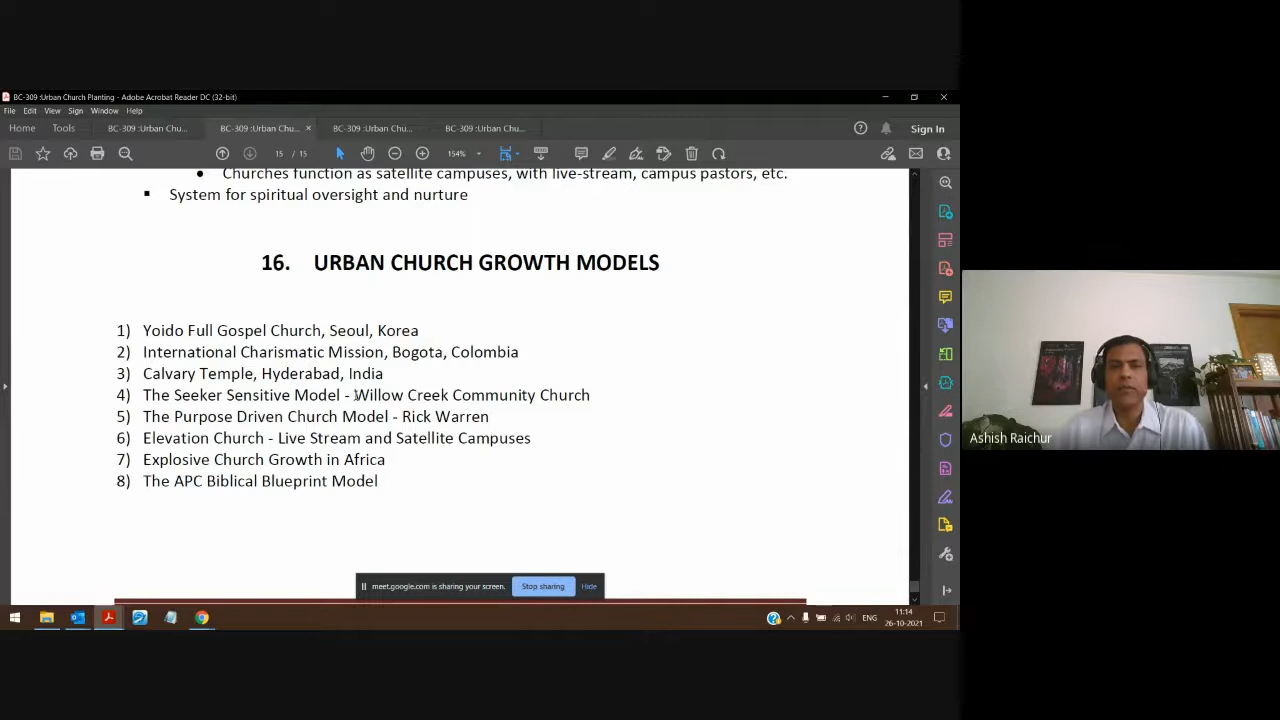 BC-309 :Urban Church Planting - Adobe Acrobat Reader DC (32-bit)
File Edit View Sign Window Help
Home Tools BC-309 :Urban Chu... BC-309 :Urban Chu... × BC-309 :Urban Chu... BC-309 :Urban Chu... Sign In
15 / 15 154%
• Churches function as satellite campuses, with live-stream, campus pastors, etc.
▪ System for spiritual oversight and nurture
16. URBAN CHURCH GROWTH MODELS
1) Yoido Full Gospel Church, Seoul, Korea
2) International Charismatic Mission, Bogota, Colombia
3) Calvary Temple, Hyderabad, India
4) The Seeker Sensitive Model - Willow Creek Community Church
5) The Purpose Driven Church Model - Rick Warren
6) Elevation Church - Live Stream and Satellite Campuses
7) Explosive Church Growth in Africa
8) The APC Biblical Blueprint Model
Ashish Raichur
meet.google.com is sharing your screen. Stop sharing Hide
ENG
11:14
26-10-2021